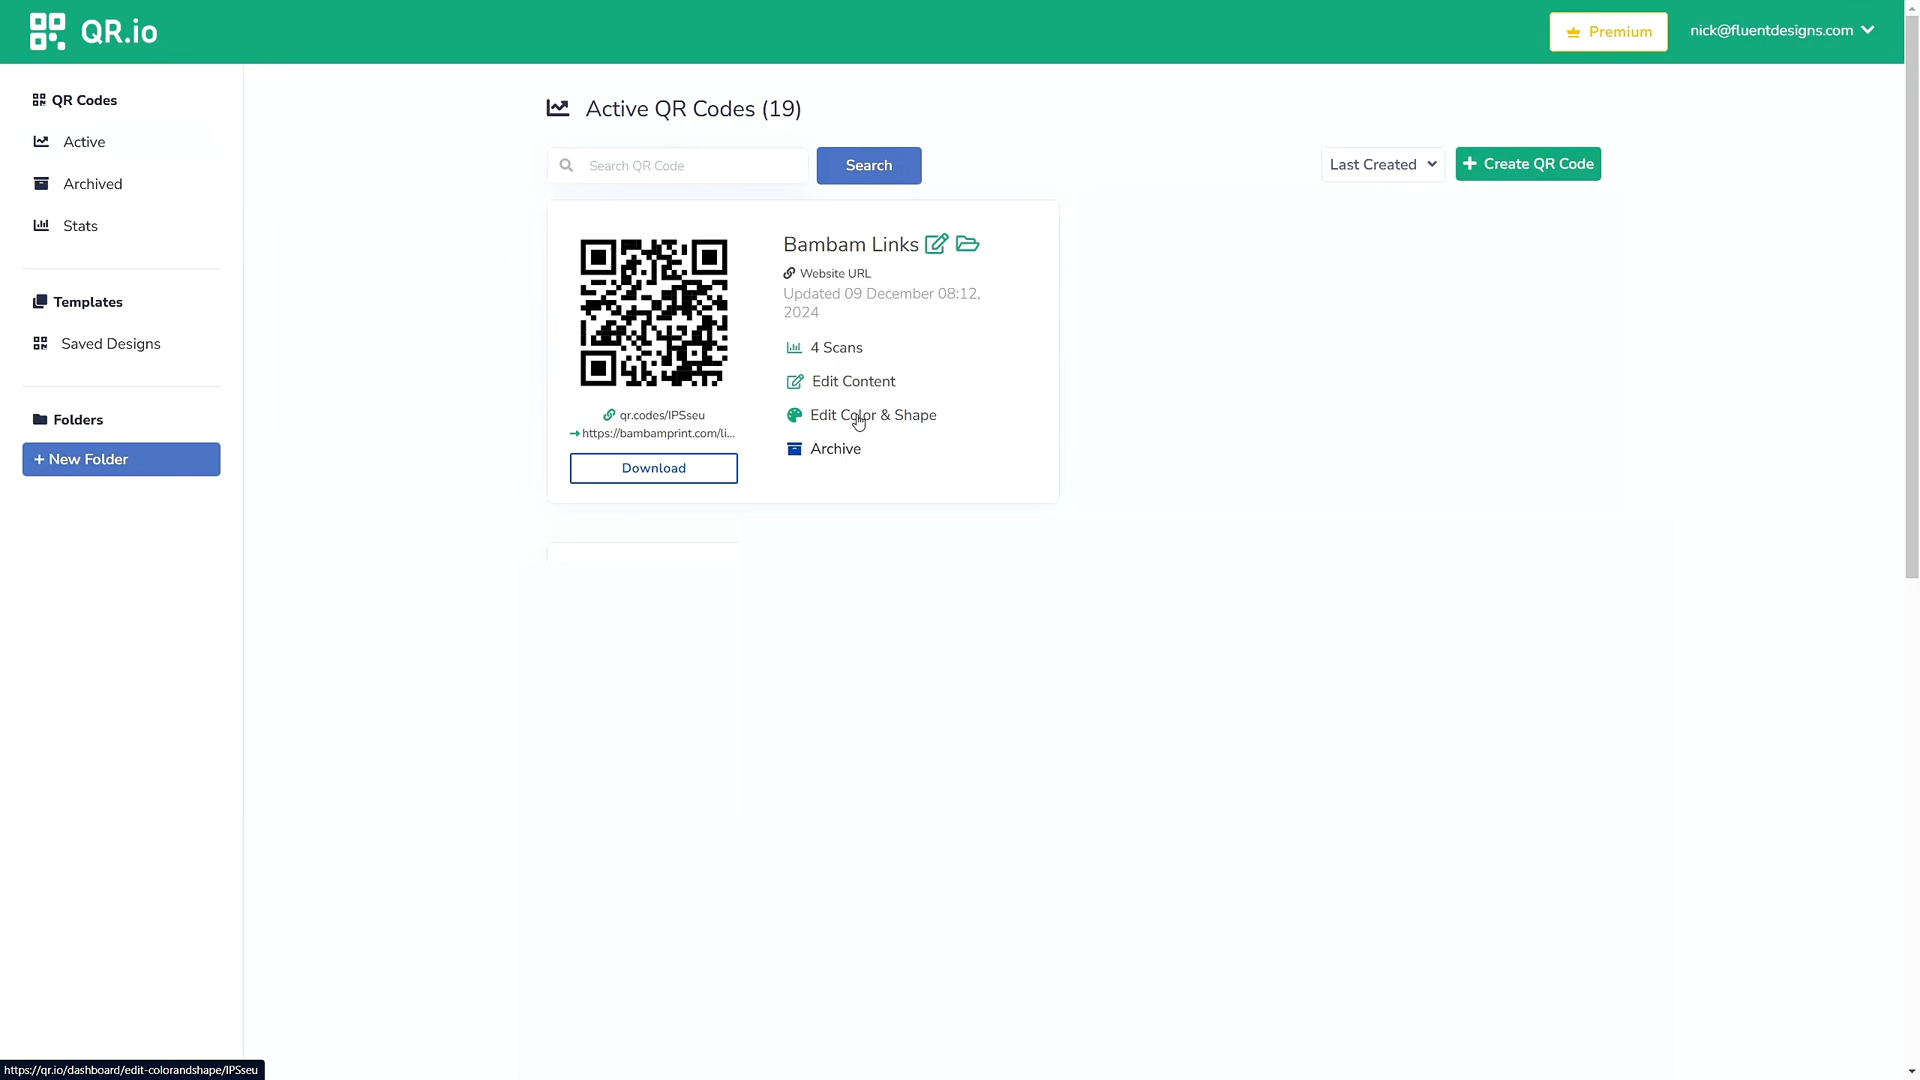 QR.io
Premium
nick@fluentdesigns.com
QR Codes
Active
Archived
Stats
Templates
Saved Designs
Folders
+ New Folder
Active QR Codes (19)
Search QR Code
Search
Last Created
+ Create QR Code
Bambam Links
Website URL
Updated 09 December 08:12,
2024
4 Scans
Edit Content
Edit Color & Shape
Archive
qr.codes/IPSseu
https://bambamprint.com/li...
Download
https://qr.io/dashboard/edit-colorandshape/IPSseu